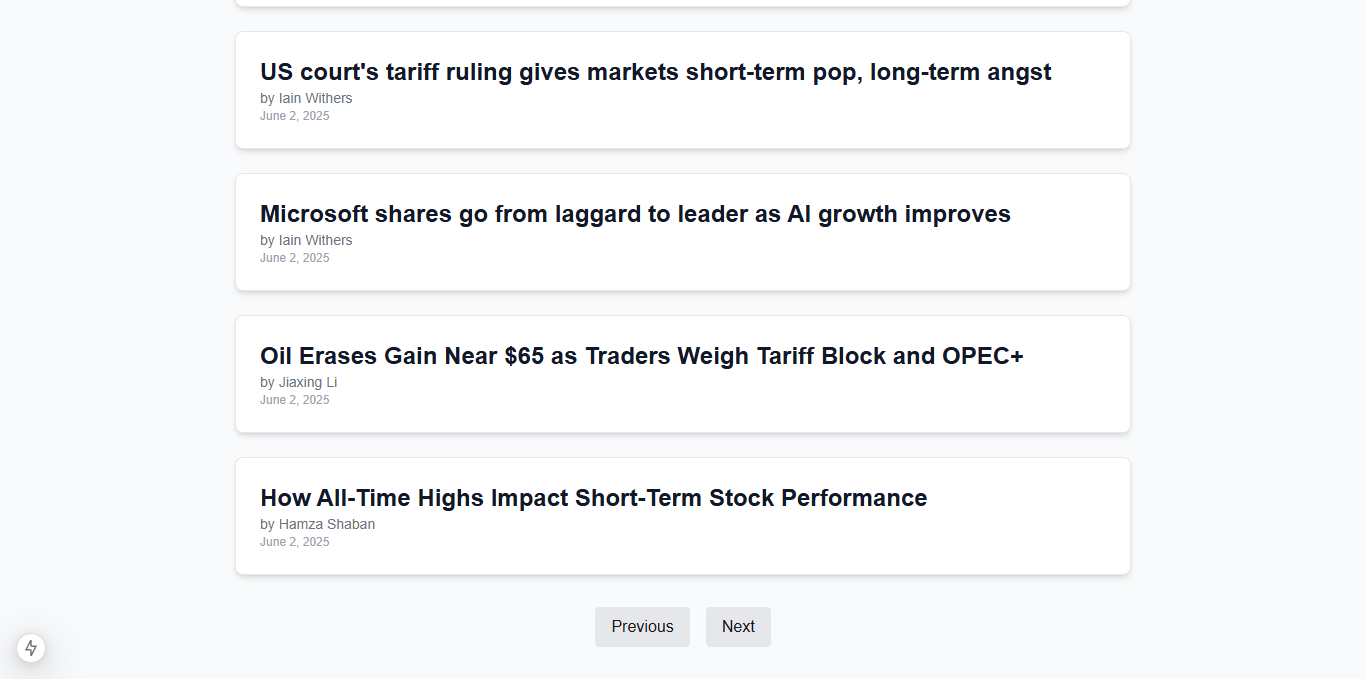 US court's tariff ruling gives markets short-term pop, long-term angst
by Iain Withers
June 2, 2025
Microsoft shares go from laggard to leader as AI growth improves
by Iain Withers
June 2, 2025
Oil Erases Gain Near $65 as Traders Weigh Tariff Block and OPEC+
by Jiaxing Li
June 2, 2025
How All-Time Highs Impact Short-Term Stock Performance
by Hamza Shaban
June 2, 2025
Previous Next